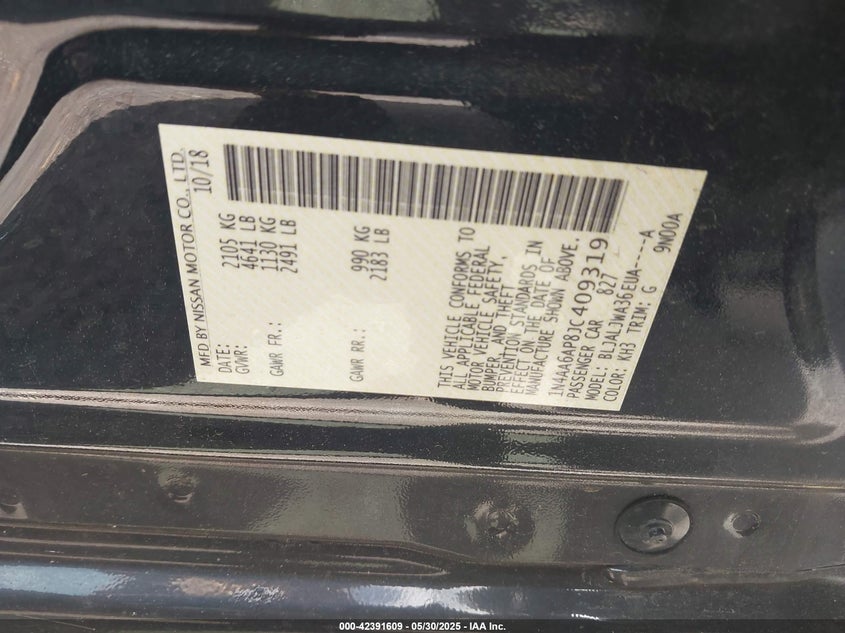 MFD BY NISSAN MOTOR CO., LTD.
DATE: 10/18
GVWR: 2105 KG
4641 LB
GAWR FR.: 1130 KG
2491 LB
GAWR RR.: 990 KG
2183 LB
THIS VEHICLE CONFORMS TO
ALL APPLICABLE FEDERAL
MOTOR VEHICLE SAFETY,
BUMPER, AND THEFT
PREVENTION STANDARDS IN
EFFECT ON THE DATE OF
MANUFACTURE SHOWN ABOVE.
1N4AA6AP8JC409319
PASSENGER CAR 827
MODEL: BLJALJWA36EUA----A
COLOR: KH3 TRIM: G 9N00A
000-42391609 - 05/30/2025 - IAA Inc.